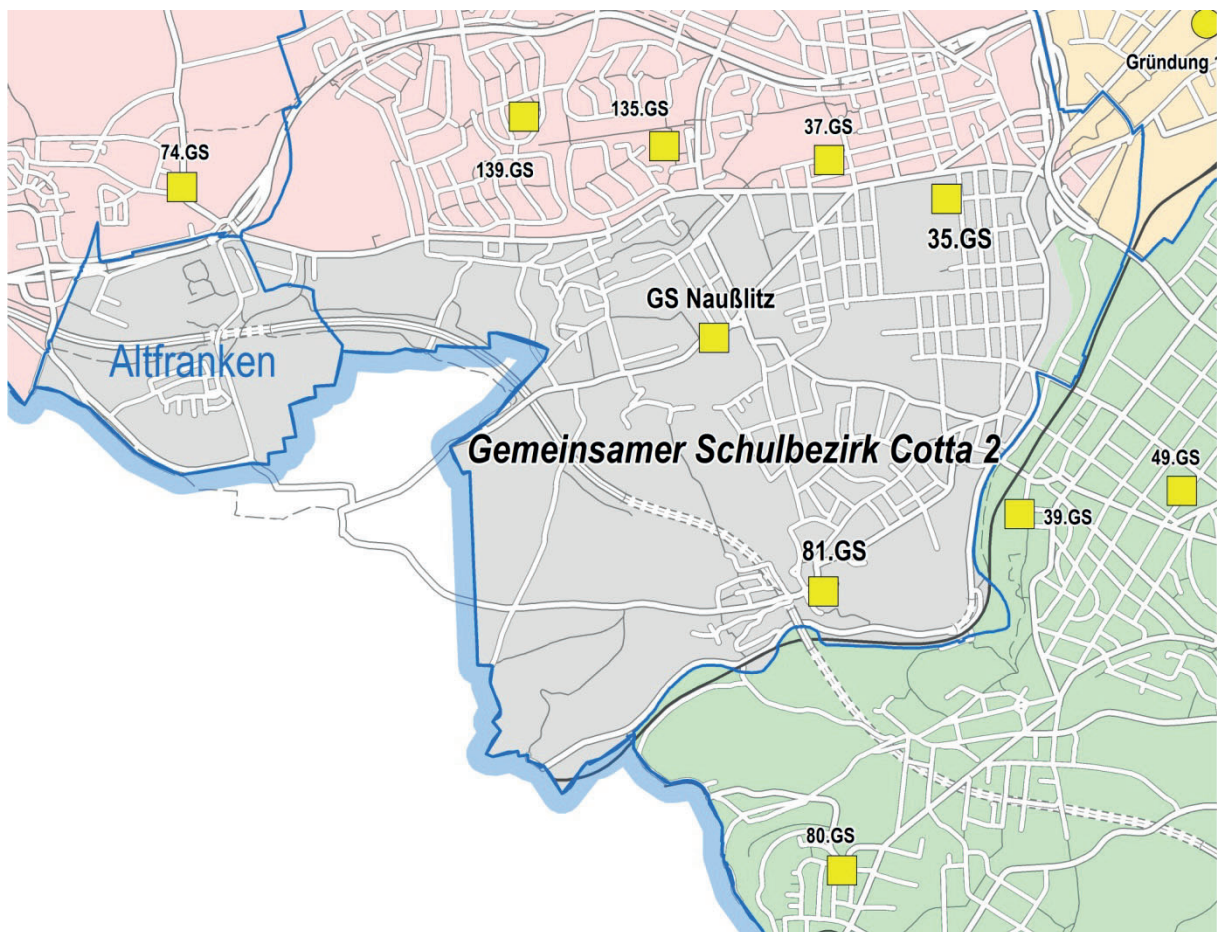 Gründung 1
135.GS
37.GS
74.GS
139.GS
35.GS
GS Naußlitz
Altfranken
Gemeinsamer Schulbezirk Cotta 2
49.GS
39.GS
81.GS
80.GS